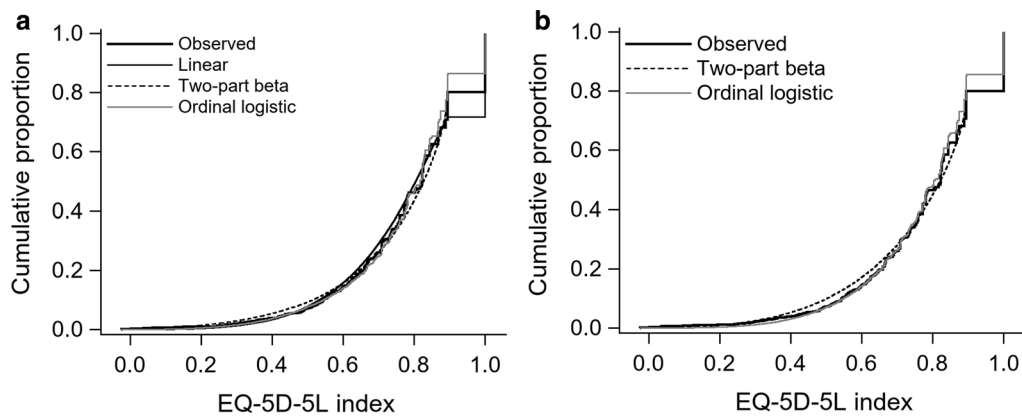 a
1.0
0.8
0.6
0.4
0.2
0.0
Cumulative proportion
Observed
Linear
Two-part beta
Ordinal logistic
0.0 0.2 0.4 0.6 0.8 1.0
EQ-5D-5L index
b
1.0
0.8
0.6
0.4
0.2
0.0
Cumulative proportion
Observed
Two-part beta
Ordinal logistic
0.0 0.2 0.4 0.6 0.8 1.0
EQ-5D-5L index